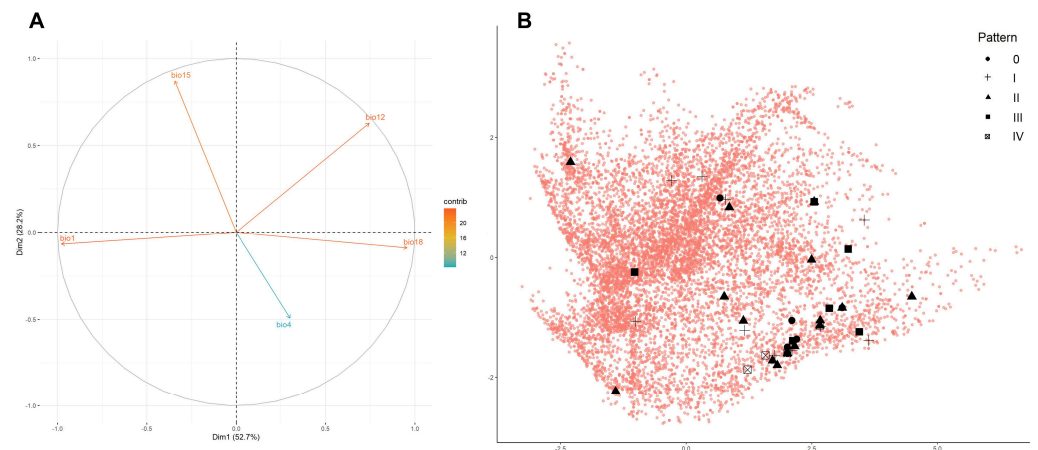 A
B
1.0
0.5
0.0
-0.5
-1.0
Dim2 (28.2%)
bio15
bio12
bio1
bio18
bio4
-1.0
-0.5
0.0
0.5
1.0
Dim1 (52.7%)
contrib
20
16
12
2
0
-2
-2.5
0.0
2.5
5.0
Pattern
0
I
II
III
IV